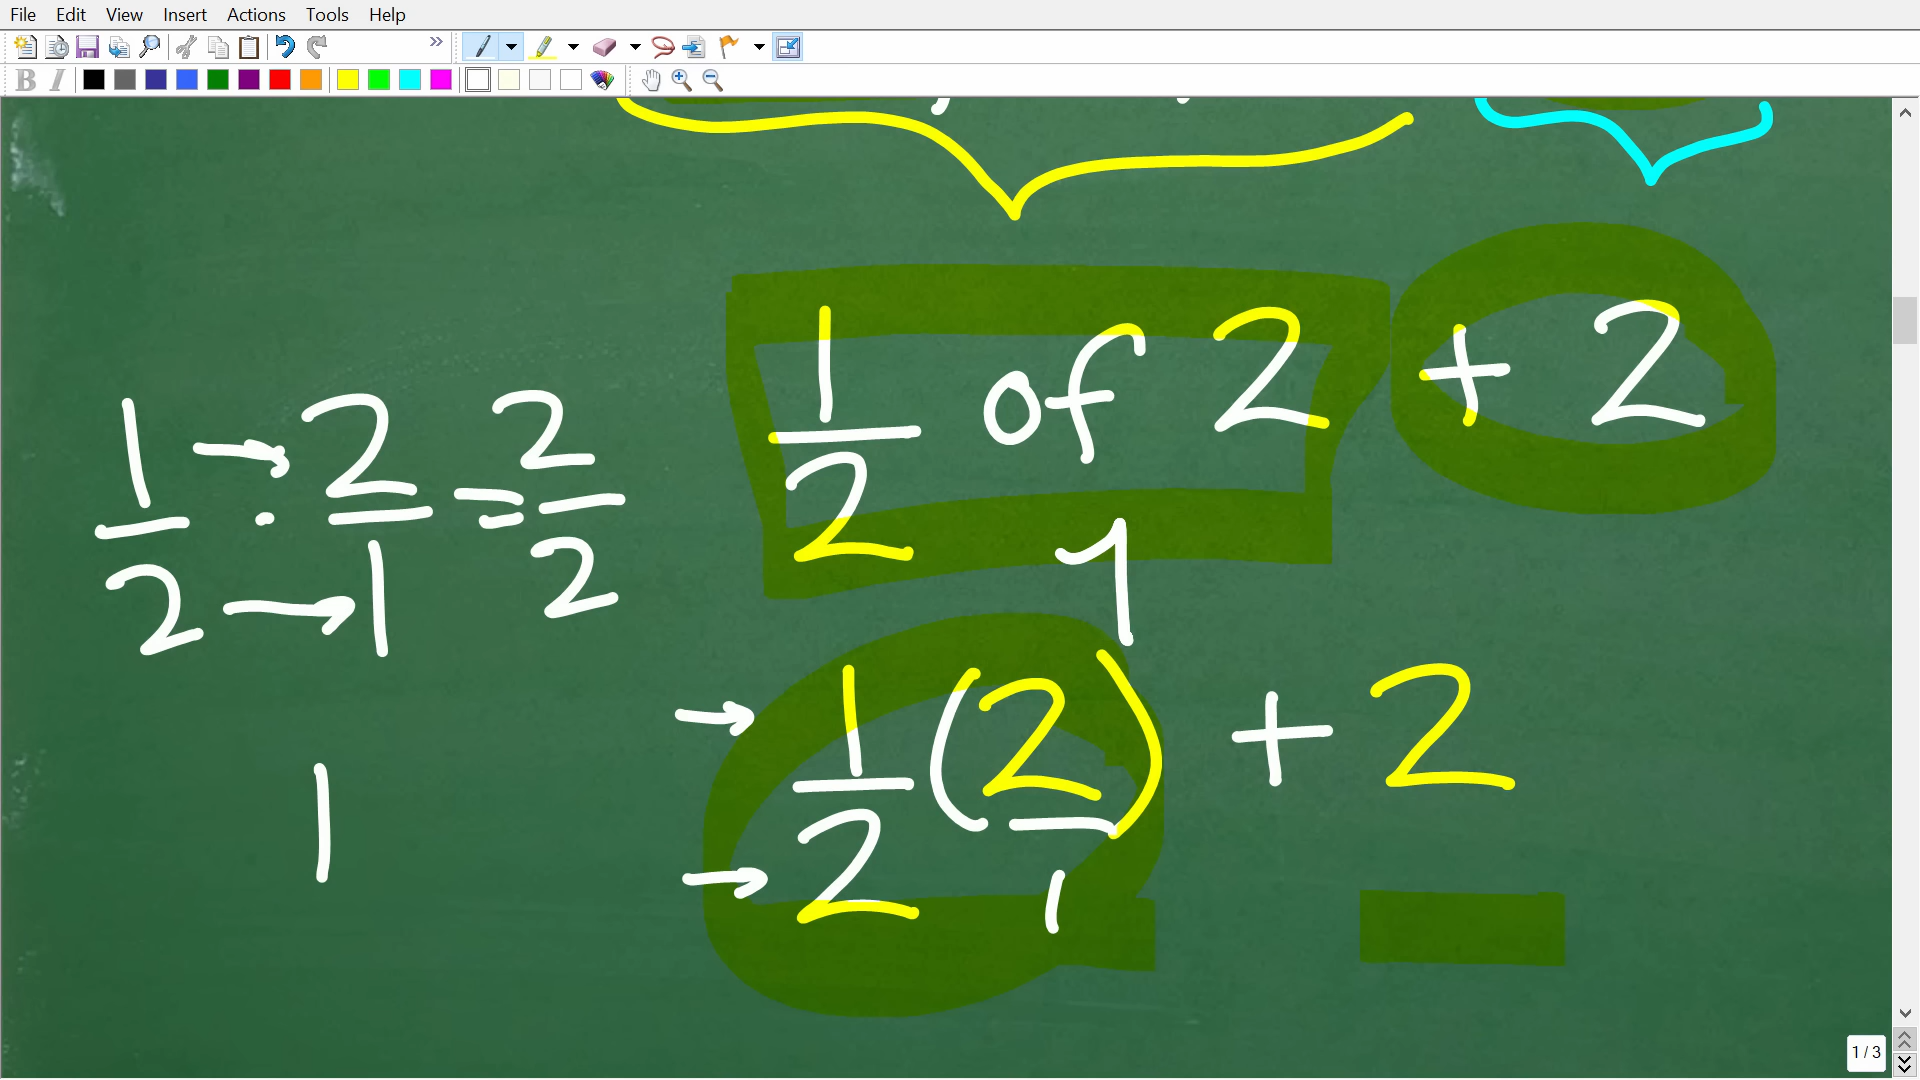 File Edit View Insert Actions Tools Help
B I
1/2 of 2 + 2
1/2 · 2/1 = 2/2
1
1/2 (2/1) + 2
1
1 / 3